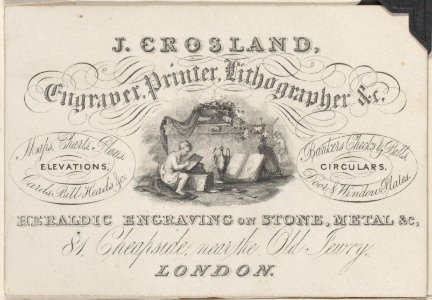 J. CROSLAND,
Engraver, Printer, Lithographer &c.
Maps, Charts, Plans,
ELEVATIONS,
Cards, Bill Heads &c
Bankers Checks & Bills,
CIRCULARS,
Door & Window Plates.
HERALDIC ENGRAVING ON STONE, METAL &c,
84, Cheapside, near the Old Jewry,
LONDON.